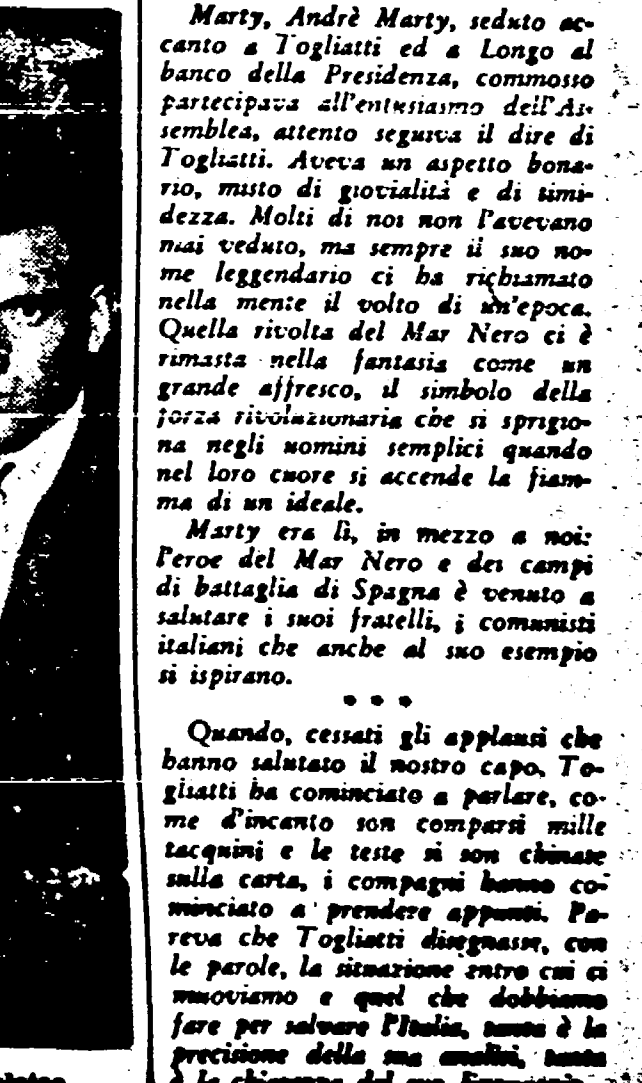 Marty, Andrè Marty, seduto ac-
canto a Togliatti ed a Longo al
banco della Presidenza, commosso
partecipava all'entusiasmo dell'As-
semblea, attento seguiva il dire di
Togliatti. Aveva un aspetto bona-
rio, misto di giovialità e di timi-
dezza. Molti di noi non l'avevano
mai veduto, ma sempre il suo no-
me leggendario ci ha richiamato
nella mente il volto di un'epoca.
Quella rivolta del Mar Nero ci è
rimasta nella fantasia come un
grande affresco, il simbolo della
forza rivoluzionaria che si sprigio-
na negli uomini semplici quando
nel loro cuore si accende la fiam-
ma di un ideale.
Marty era lì, in mezzo a noi:
l'eroe del Mar Nero e dei campi
di battaglia di Spagna è venuto a
salutare i suoi fratelli, i comunisti
italiani che anche al suo esempio
si ispirano.
* * *
Quando, cessati gli applausi che
hanno salutato il nostro capo, To-
gliatti ha cominciato a parlare, co-
me d'incanto son comparsi mille
tacquini e le teste si son chinate
sulla carta, i compagni hanno co-
minciato a prendere appunti. Pa-
reva che Togliatti disegnasse, con
le parole, la situazione entro cui ci
muoviamo e quel che dobbiamo
fare per salvare l'Italia, tanta è la
precisione della sua analisi, tanta
è la chiarezza del suo